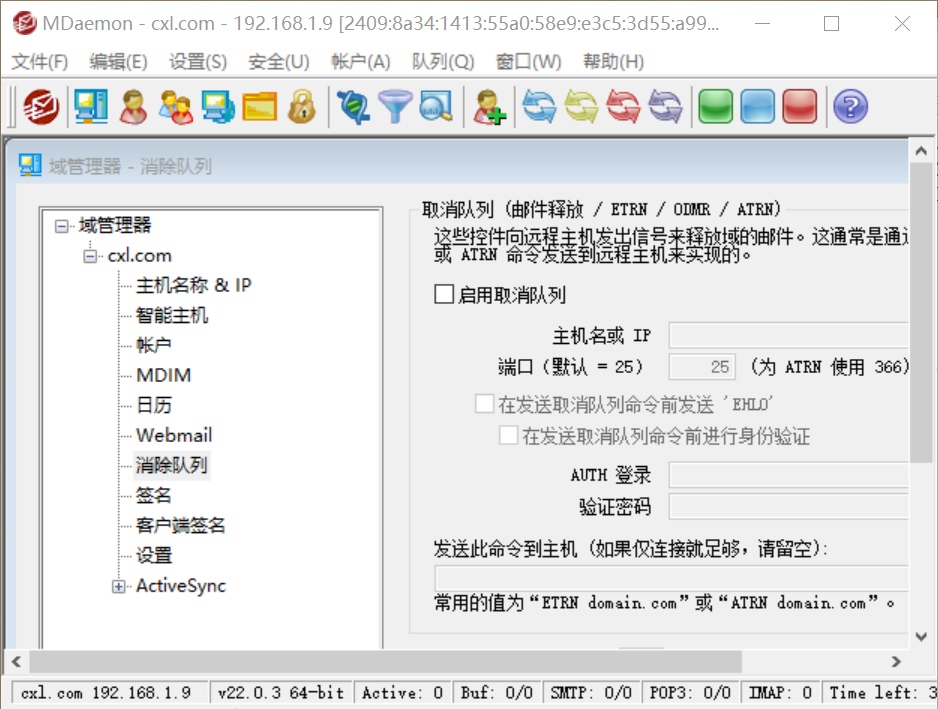 MDaemon - cxl.com - 192.168.1.9 [2409:8a34:1413:55a0:58e9:e3c5:3d55:a99...
文件(F) 编辑(E) 设置(S) 安全(U) 帐户(A) 队列(Q) 窗口(W) 帮助(H)
域管理器 - 消除队列
域管理器
cxl.com
主机名称 & IP
智能主机
帐户
MDIM
日历
Webmail
消除队列
签名
客户端签名
设置
ActiveSync
取消队列 (邮件释放 / ETRN / ODMR / ATRN)
这些控件向远程主机发出信号来释放域的邮件。这通常是通过
或 ATRN 命令发送到远程主机来实现的。
启用取消队列
主机名或 IP
端口 (默认 = 25) 25 (为 ATRN 使用 366)
在发送取消队列命令前发送 'EHLO'
在发送取消队列命令前进行身份验证
AUTH 登录
验证密码
发送此命令到主机 (如果仅连接就足够，请留空):
常用的值为“ETRN domain.com”或“ATRN domain.com”。
cxl.com 192.168.1.9 v22.0.3 64-bit Active: 0 Buf: 0/0 SMTP: 0/0 POP3: 0/0 IMAP: 0 Time left: 3